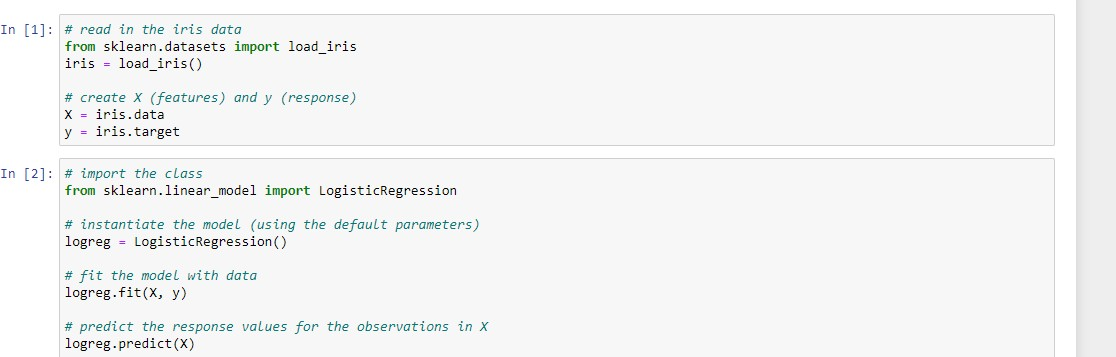 In [1]: # read in the iris data
from sklearn.datasets import load_iris
iris = load_iris()
# create X (features) and y (response)
X = iris.data
y = iris.target
In [2]: # import the class
from sklearn.linear_model import LogisticRegression
# instantiate the model (using the default parameters)
logreg = LogisticRegression()
# fit the model with data
logreg.fit(X, y)
# predict the response values for the observations in X
logreg.predict(X)